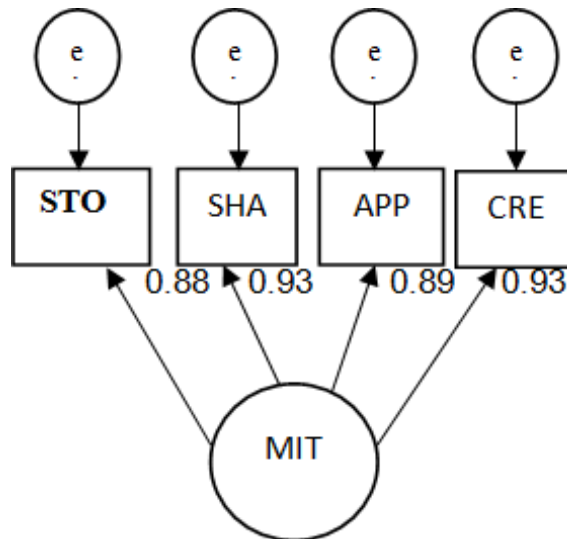 e e e e
. . . .
STO SHA APP CRE
0.88 0.93 0.89 0.93
MIT